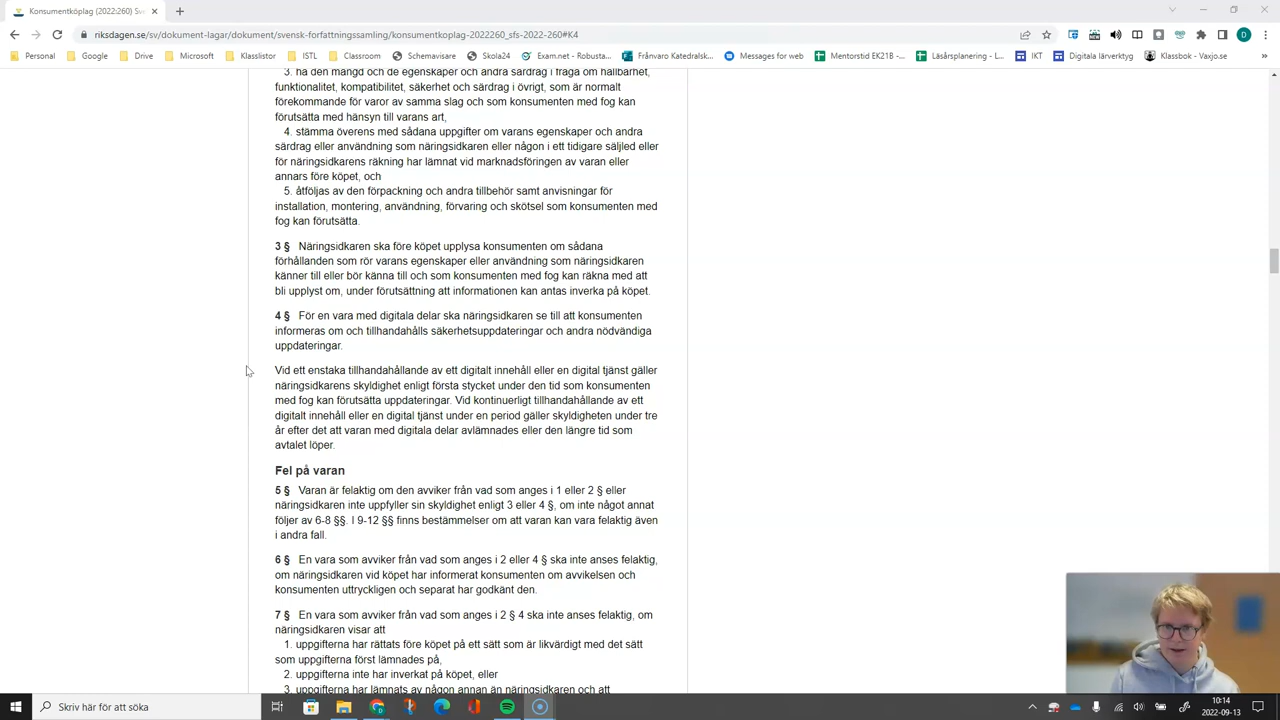 Konsumentköplag (2022:260) Sv
riksdagen.se/sv/dokument-lagar/dokument/svensk-forfattningssamling/konsumentkoplag-2022260_sfs-2022-260#K4
Personal Google Drive Microsoft Klasslistor ISTL Classroom Schemavisare Skola24 Exam.net - Robusta... Frånvaro Katedralsk... Messages for web Mentorstid EK21B -... Läsårsplanering - L... IKT Digitala lärverktyg Klassbok - Vaxjo.se »
3. ha den mängd och de egenskaper och andra särdrag i fråga om hållbarhet,
funktionalitet, kompatibilitet, säkerhet och särdrag i övrigt, som är normalt
förekommande för varor av samma slag och som konsumenten med fog kan
förutsätta med hänsyn till varans art,
4. stämma överens med sådana uppgifter om varans egenskaper och andra
särdrag eller användning som näringsidkaren eller någon i ett tidigare säljled eller
för näringsidkarens räkning har lämnat vid marknadsföringen av varan eller
annars före köpet, och
5. åtföljas av den förpackning och andra tillbehör samt anvisningar för
installation, montering, användning, förvaring och skötsel som konsumenten med
fog kan förutsätta.
3 § Näringsidkaren ska före köpet upplysa konsumenten om sådana
förhållanden som rör varans egenskaper eller användning som näringsidkaren
känner till eller bör känna till och som konsumenten med fog kan räkna med att
bli upplyst om, under förutsättning att informationen kan antas inverka på köpet.
4 § För en vara med digitala delar ska näringsidkaren se till att konsumenten
informeras om och tillhandahålls säkerhetsuppdateringar och andra nödvändiga
uppdateringar.
Vid ett enstaka tillhandahållande av ett digitalt innehåll eller en digital tjänst gäller
näringsidkarens skyldighet enligt första stycket under den tid som konsumenten
med fog kan förutsätta uppdateringar. Vid kontinuerligt tillhandahållande av ett
digitalt innehåll eller en digital tjänst under en period gäller skyldigheten under tre
år efter det att varan med digitala delar avlämnades eller den längre tid som
avtalet löper.
Fel på varan
5 § Varan är felaktig om den avviker från vad som anges i 1 eller 2 § eller
näringsidkaren inte uppfyller sin skyldighet enligt 3 eller 4 §, om inte något annat
följer av 6-8 §§. I 9-12 §§ finns bestämmelser om att varan kan vara felaktig även
i andra fall.
6 § En vara som avviker från vad som anges i 2 eller 4 § ska inte anses felaktig,
om näringsidkaren vid köpet har informerat konsumenten om avvikelsen och
konsumenten uttryckligen och separat har godkänt den.
7 § En vara som avviker från vad som anges i 2 § 4 ska inte anses felaktig, om
näringsidkaren visar att
1. uppgifterna har rättats före köpet på ett sätt som är likvärdigt med det sätt
som uppgifterna först lämnades på,
2. uppgifterna inte har inverkat på köpet, eller
3. uppgifterna har lämnats av någon annan än näringsidkaren och att
Skriv här för att söka
10:14
2022-09-13